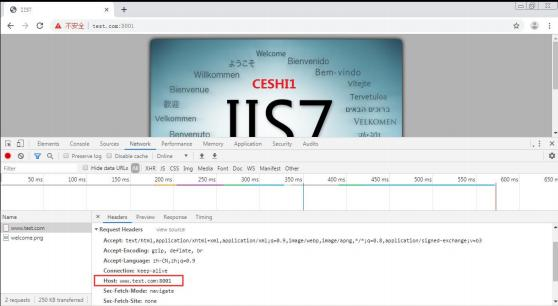 IIS7
不安全 | test.com:8001
Welcome
ようこそ
Bienvenido
Willkommen
Bem-vindo
CESHI1
Vítejte
Bienvenue
Tervetuloa
歡迎
ברוכים הבאים
VELKOMEN
Velkommen
IIS7
Benvenuto
Elements Console Sources Network Performance Memory Application Security Audits
Preserve log Disable cache Online
Filter Hide data URLs All XHR JS CSS Img Media Font Doc WS Manifest Other
50 ms 100 ms 150 ms 200 ms 250 ms 300 ms 350 ms 400 ms 450 ms 500 ms 550 ms 600 ms 650 m
Name
Headers Preview Response Timing
www.test.com
Request Headers view source
welcome.png
Accept: text/html,application/xhtml+xml,application/xml;q=0.9,image/webp,image/apng,*/*;q=0.8,application/signed-exchange;v=b3
Accept-Encoding: gzip, deflate, br
Accept-Language: zh-CN,zh;q=0.9
Connection: keep-alive
Host: www.test.com:8001
Sec-Fetch-Mode: navigate
Sec-Fetch-Site: none
2 requests 250 KB transferred